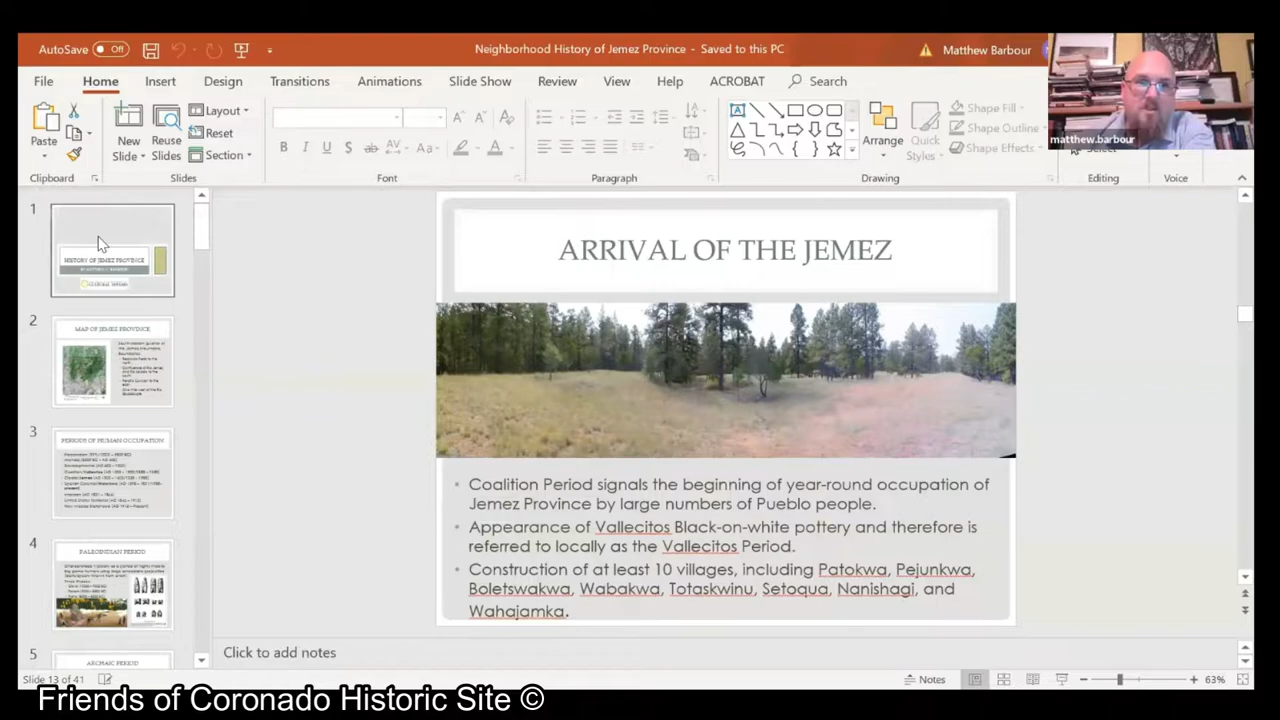 AutoSave Off
Neighborhood History of Jemez Province - Saved to this PC
Matthew Barbour
File Home Insert Design Transitions Animations Slide Show Review View Help ACROBAT Search
matthew.barbour
Paste
New Slide
Reuse Slides
Layout
Reset
Section
Arrange
Quick Styles
Shape Fill
Shape Outline
Shape Effects
Select
Clipboard Slides Font Paragraph Drawing Editing Voice
1
HISTORY OF JEMEZ PROVINCE
2
MAP OF JEMEZ PROVINCE
3
PERIODS OF HUMAN OCCUPATION
4
PALEOINDIAN PERIOD
5
ARCHAIC PERIOD
ARRIVAL OF THE JEMEZ
• Coalition Period signals the beginning of year-round occupation of
Jemez Province by large numbers of Pueblo people.
• Appearance of Vallecitos Black-on-white pottery and therefore is
referred to locally as the Vallecitos Period.
• Construction of at least 10 villages, including Patokwa, Pejunkwa,
Boletswakwa, Wabakwa, Totaskwinu, Setoqua, Nanishagi, and
Wahajamka.
Click to add notes
Slide 13 of 41
Notes
63%
Friends of Coronado Historic Site ©